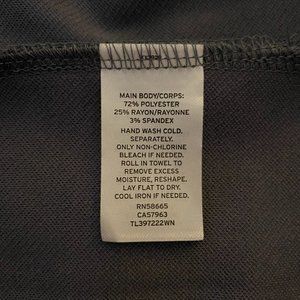 MAIN BODY/CORPS:
72% POLYESTER
25% RAYON/RAYONNE
3% SPANDEX
HAND WASH COLD.
SEPARATELY.
ONLY NON-CHLORINE
BLEACH IF NEEDED.
ROLL IN TOWEL TO
REMOVE EXCESS
MOISTURE, RESHAPE.
LAY FLAT TO DRY.
COOL IRON IF NEEDED.
RN58665
CA57963
TL397222WN